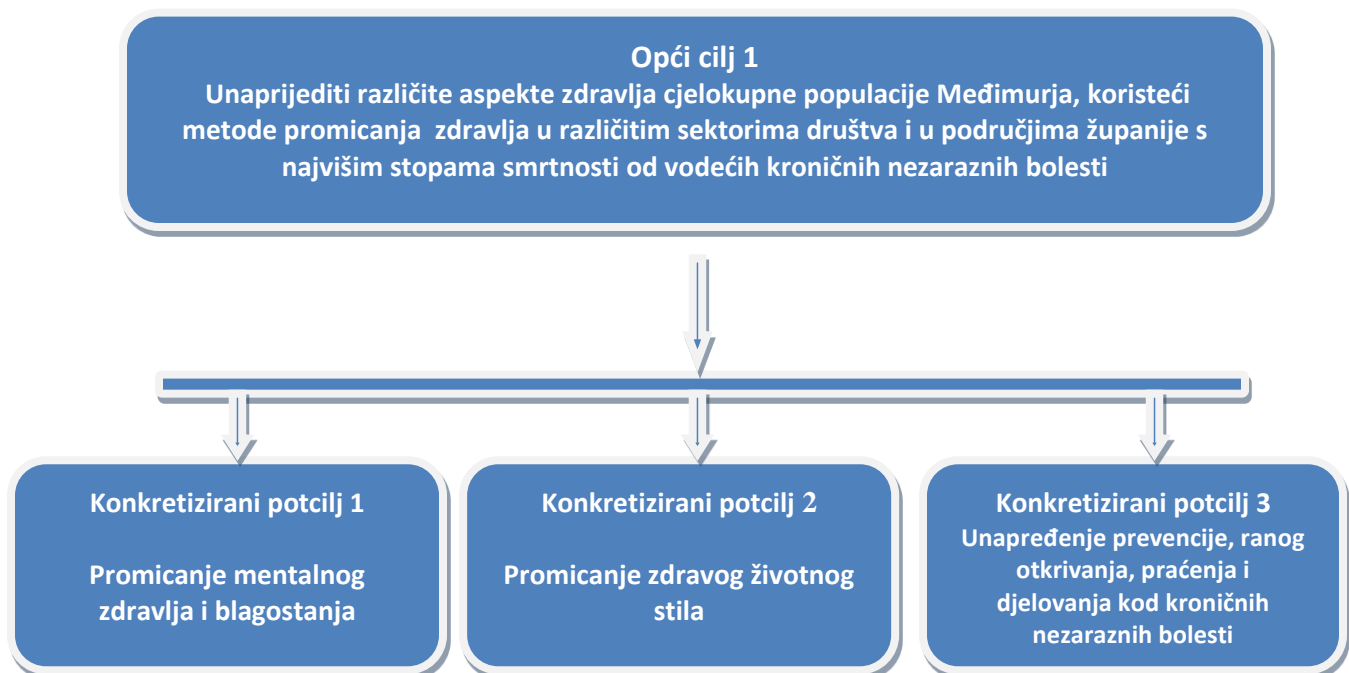 Opći cilj 1
Unaprijediti različite aspekte zdravlja cjelokupne populacije Međimurja, koristeći
metode promicanja zdravlja u različitim sektorima društva i u područjima županije s
najvišim stopama smrtnosti od vodećih kroničnih nezaraznih bolesti
Konkretizirani potcilj 1
Promicanje mentalnog
zdravlja i blagostanja
Konkretizirani potcilj 2
Promicanje zdravog životnog
stila
Konkretizirani potcilj 3
Unapređenje prevencije, ranog
otkrivanja, praćenja i
djelovanja kod kroničnih
nezaraznih bolesti